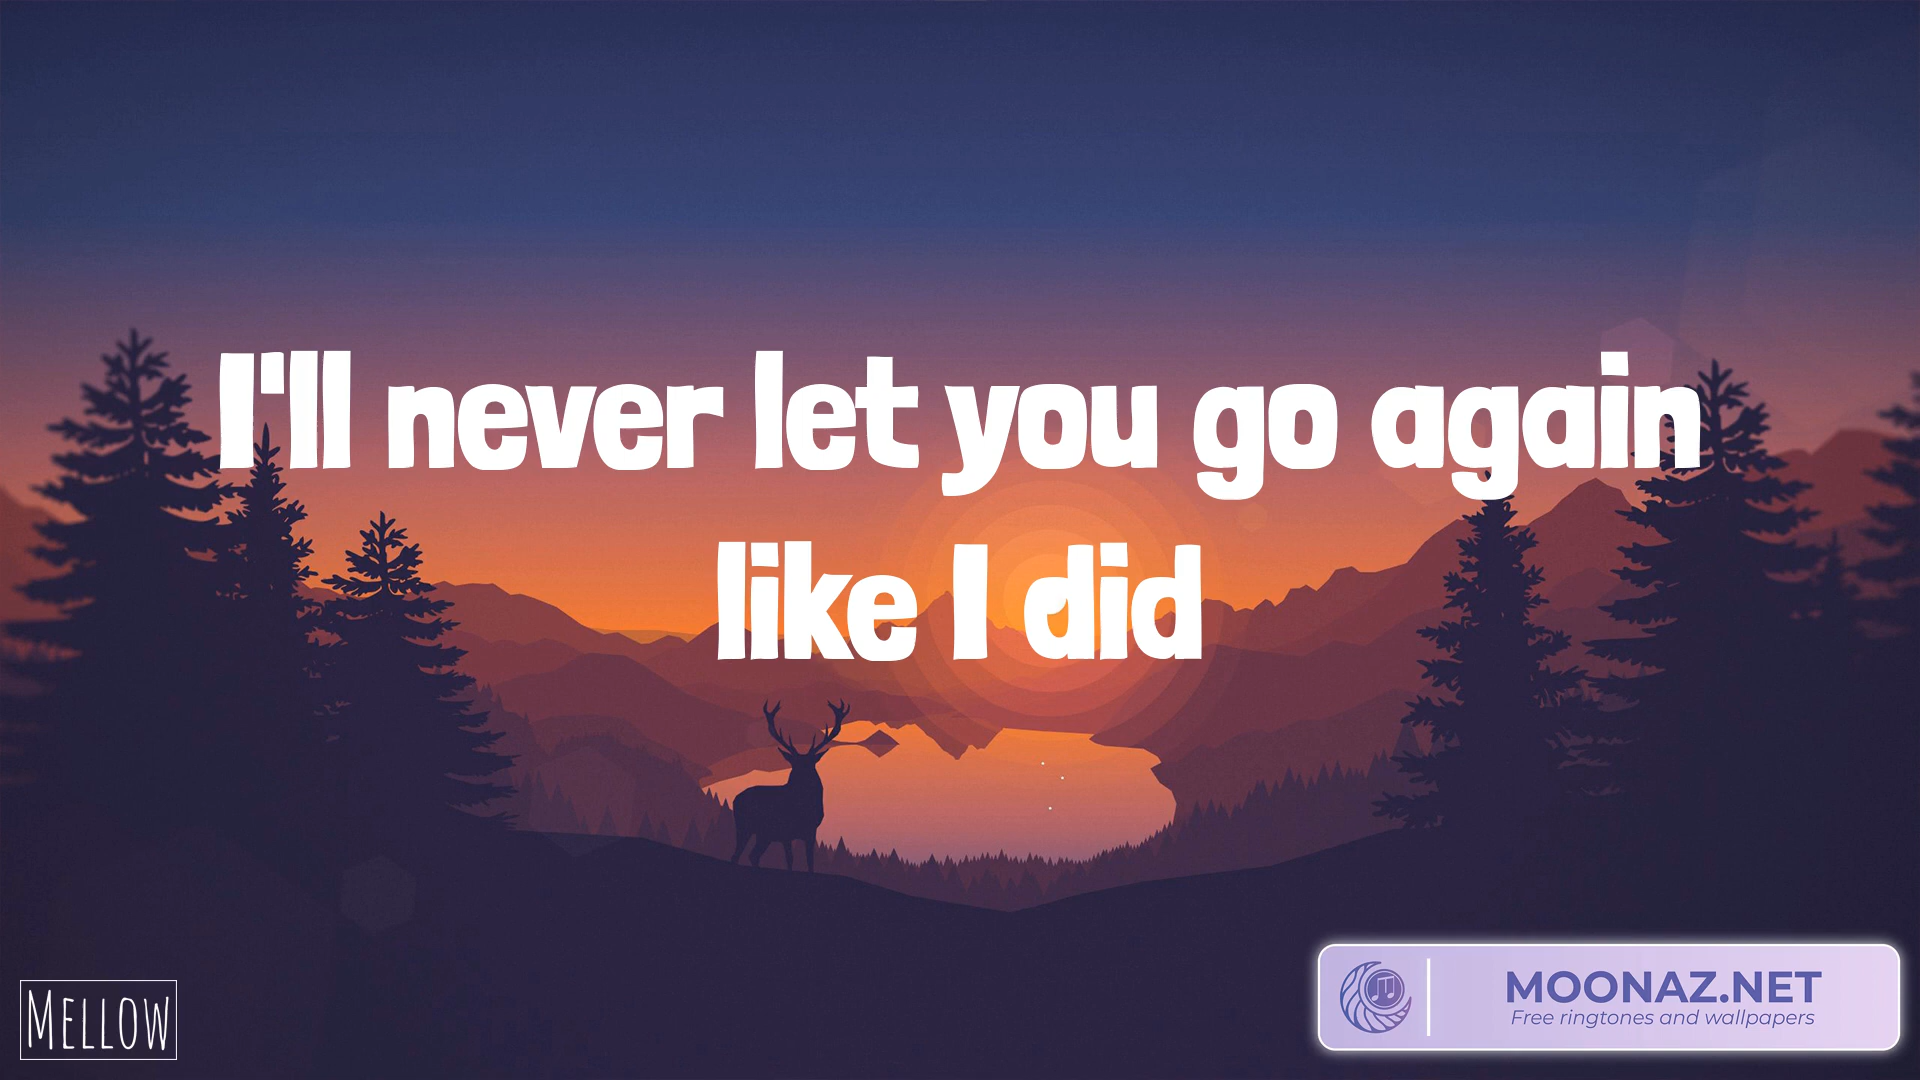 I'll never let you go again
like I did
MELLOW
MOONAZ.NET
Free ringtones and wallpapers